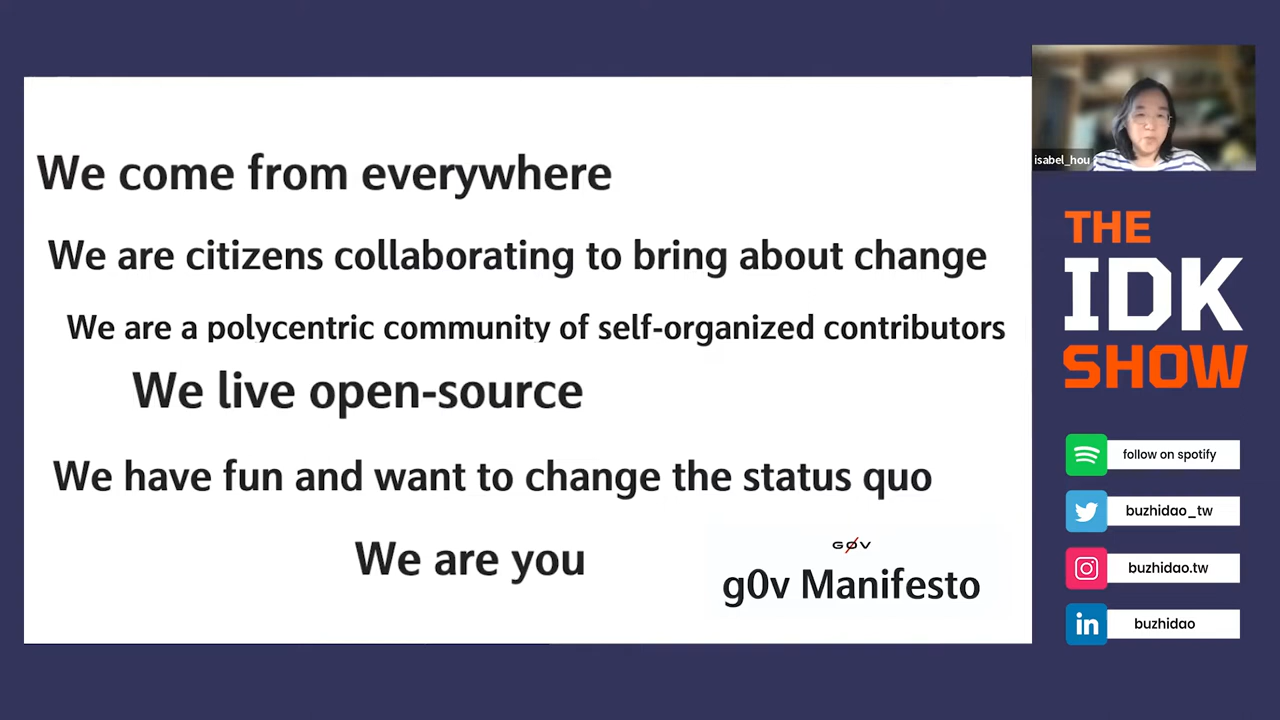 We come from everywhere
We are citizens collaborating to bring about change
We are a polycentric community of self-organized contributors
We live open-source
We have fun and want to change the status quo
We are you
GØV
g0v Manifesto
isabel_hou
THE
IDK
SHOW
follow on spotify
buzhidao_tw
buzhidao.tw
in
buzhidao